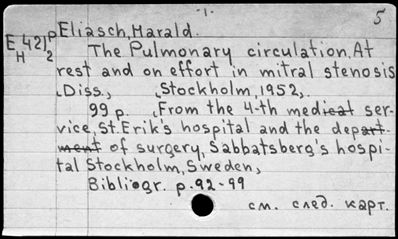 -1- 5
E 421 p Eliasch, Harald.
H 2 The Pulmonary circulation. At
rest and on effort in mitral stenosis
Diss., Stockholm, 1952,
99 p. From the 4-th medical ser-
vice, St. Erik's hospital and the depart-
ment of surgery, Sabbatsberg's hospi-
tal Stockholm, Sweden,
Bibliogr. p. 92-99
см. след. карт.